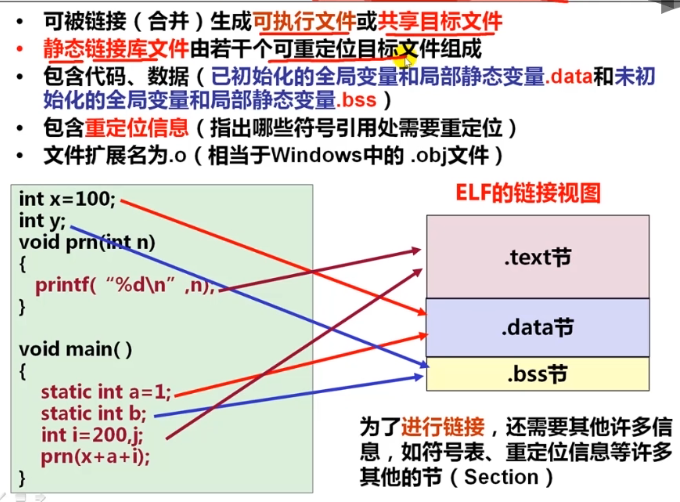 • 可被链接（合并）生成可执行文件或共享目标文件
• 静态链接库文件由若干个可重定位目标文件组成
• 包含代码、数据（已初始化的全局变量和局部静态变量.data和未初
始化的全局变量和局部静态变量.bss）
• 包含重定位信息（指出哪些符号引用处需要重定位）
• 文件扩展名为.o（相当于Windows中的 .obj文件）
int x=100;
int y;
void prn(int n)
{
printf(“%d\n”,n);
}
void main( )
{
static int a=1;
static int b;
int i=200,j;
prn(x+a+i);
}
ELF的链接视图
.text节
.data节
.bss节
为了进行链接，还需要其他许多信
息，如符号表、重定位信息等许多
其他的节（Section）